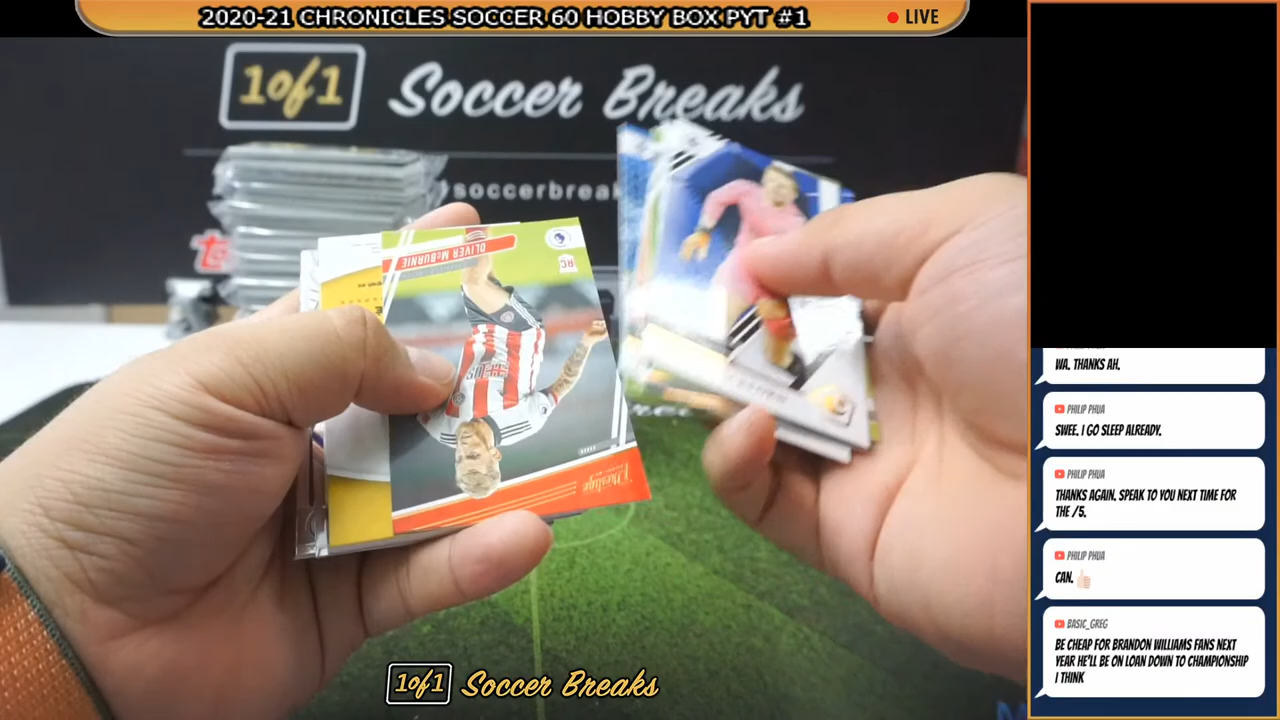 2020-21 CHRONICLES SOCCER 60 HOBBY BOX PYT #1
LIVE
1of1 Soccer Breaks
soccerbreak
OLIVER McBURNIE
RC
Prestige
WA. THANKS AH.
PHILIP PHUA
SWEE. I GO SLEEP ALREADY.
PHILIP PHUA
THANKS AGAIN. SPEAK TO YOU NEXT TIME FOR
THE /5.
PHILIP PHUA
CAN. 👍🏻
BASIC_GREG
BE CHEAP FOR BRANDON WILLIAMS FANS NEXT
YEAR HE'LL BE ON LOAN DOWN TO CHAMPIONSHIP
I THINK
1of1 Soccer Breaks